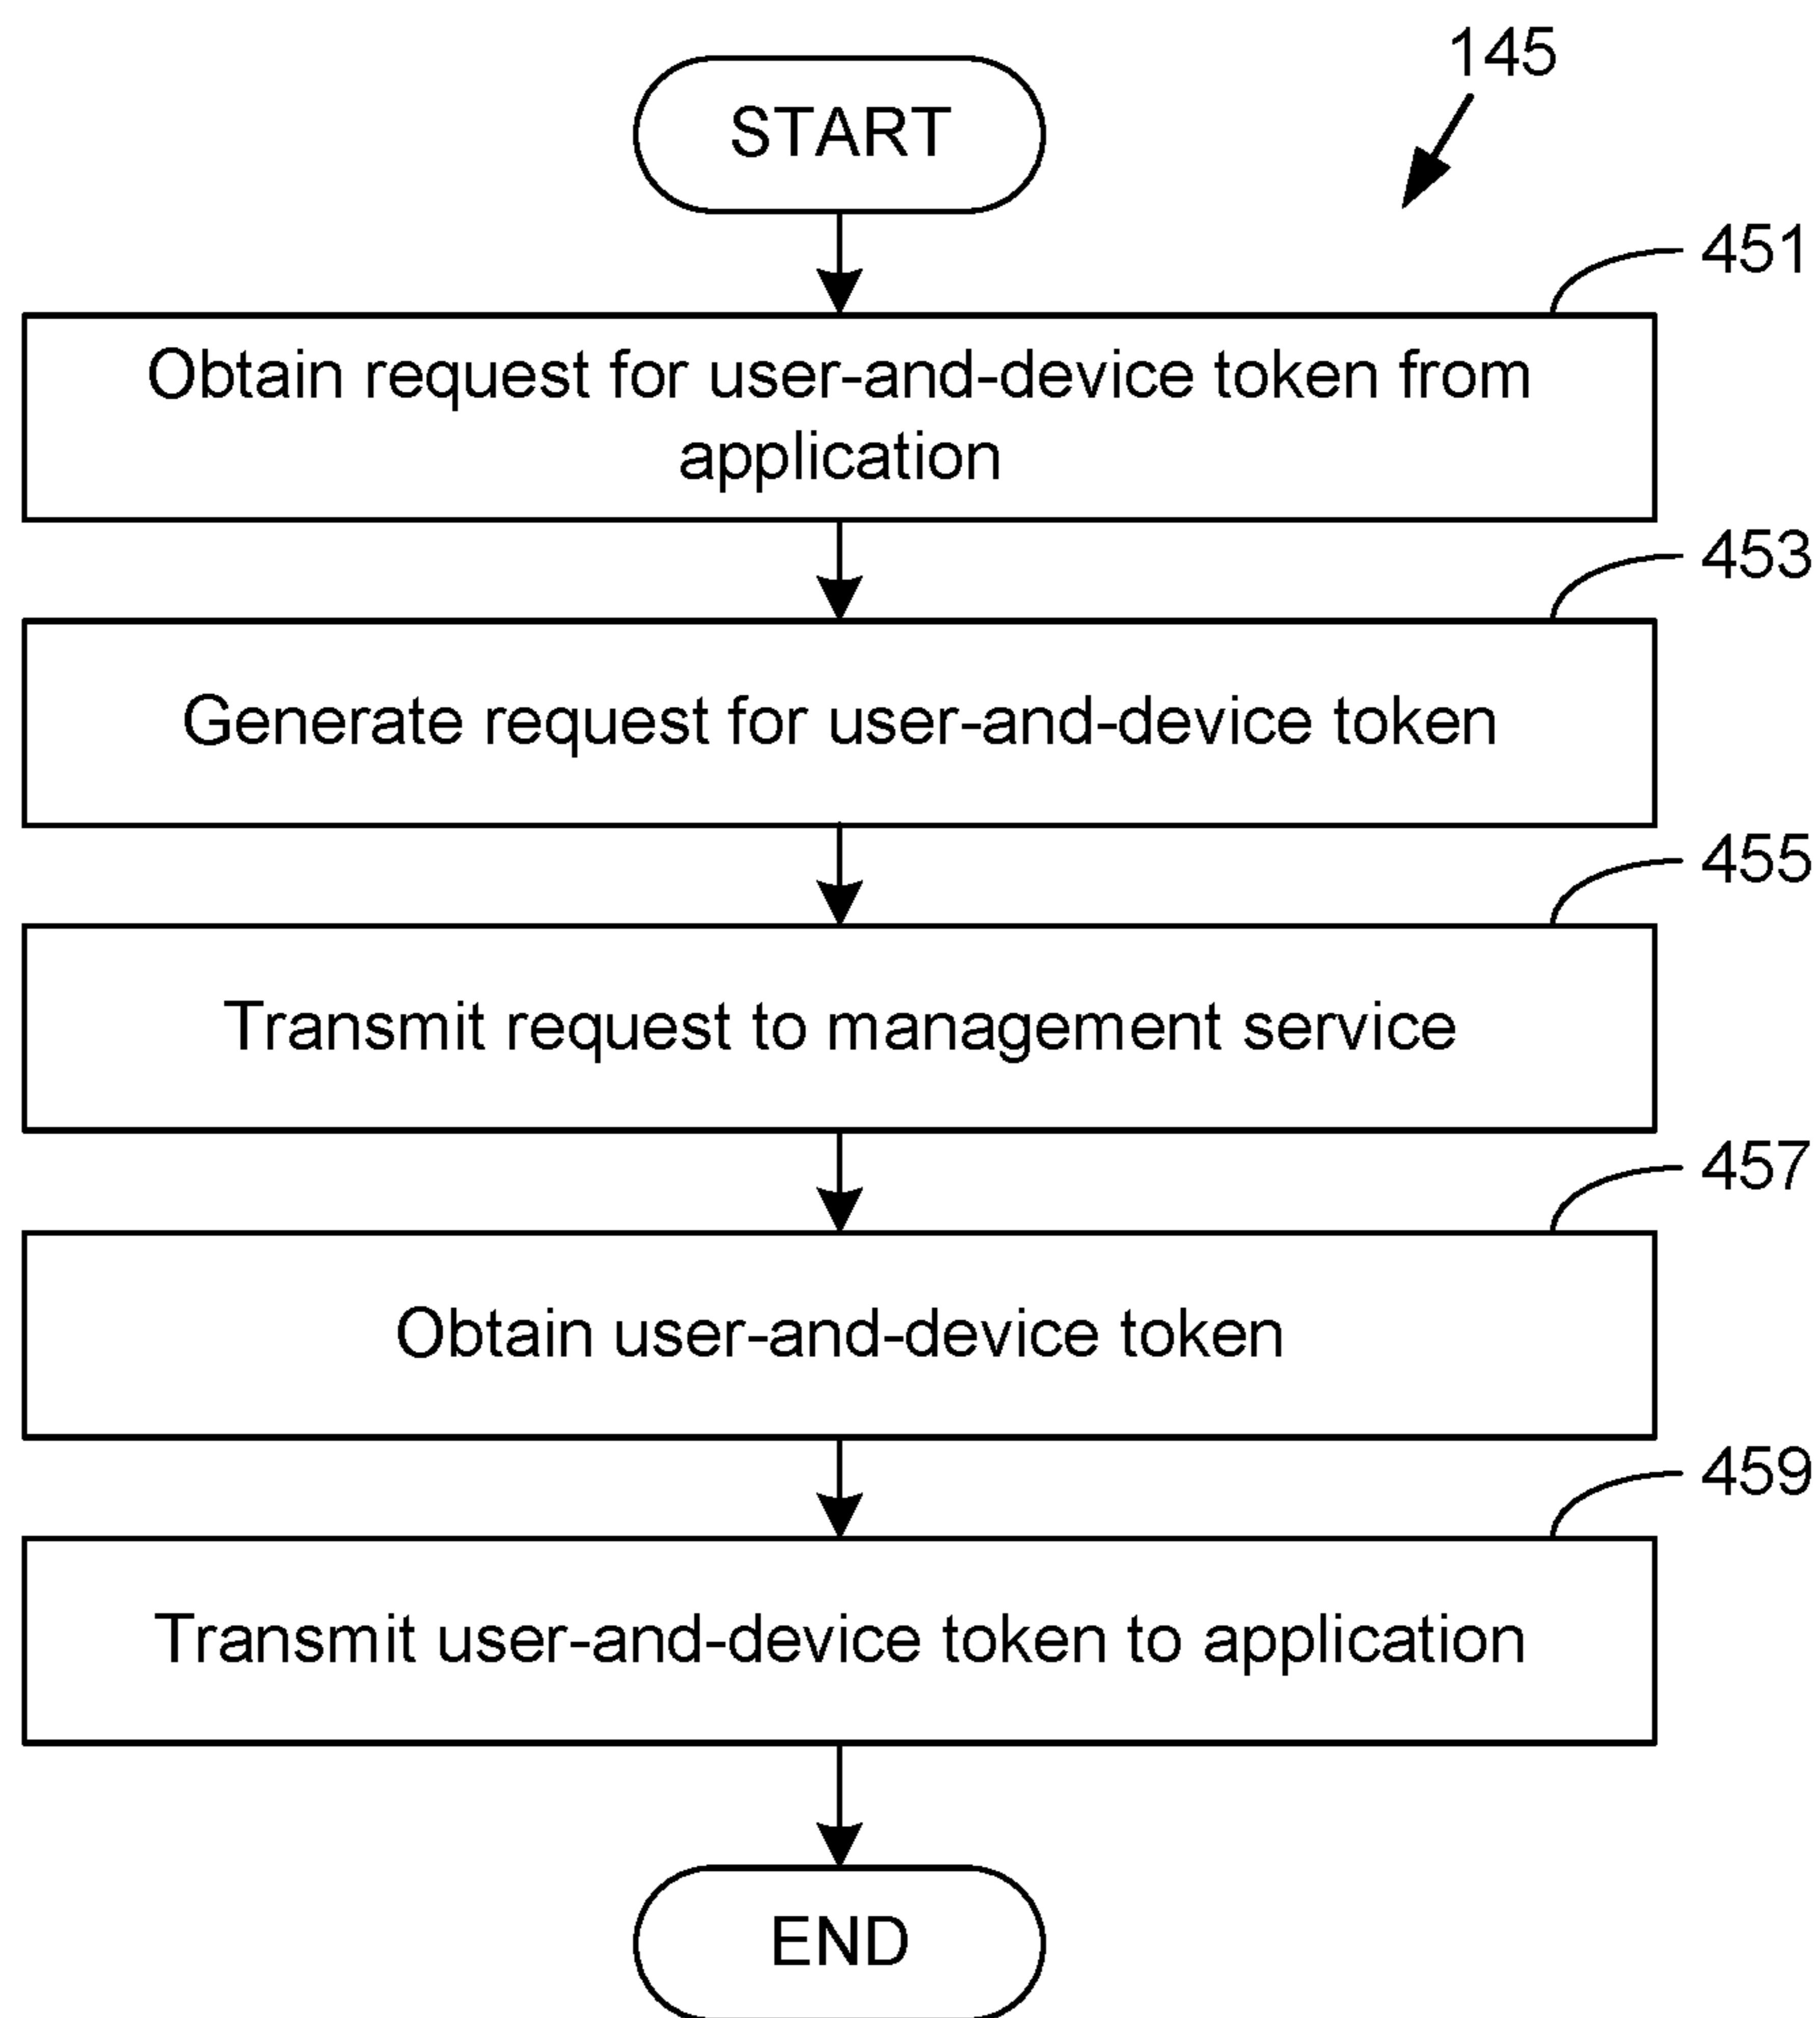 145
START
451
Obtain request for user-and-device token from
application
453
Generate request for user-and-device token
455
Transmit request to management service
457
Obtain user-and-device token
459
Transmit user-and-device token to application
END